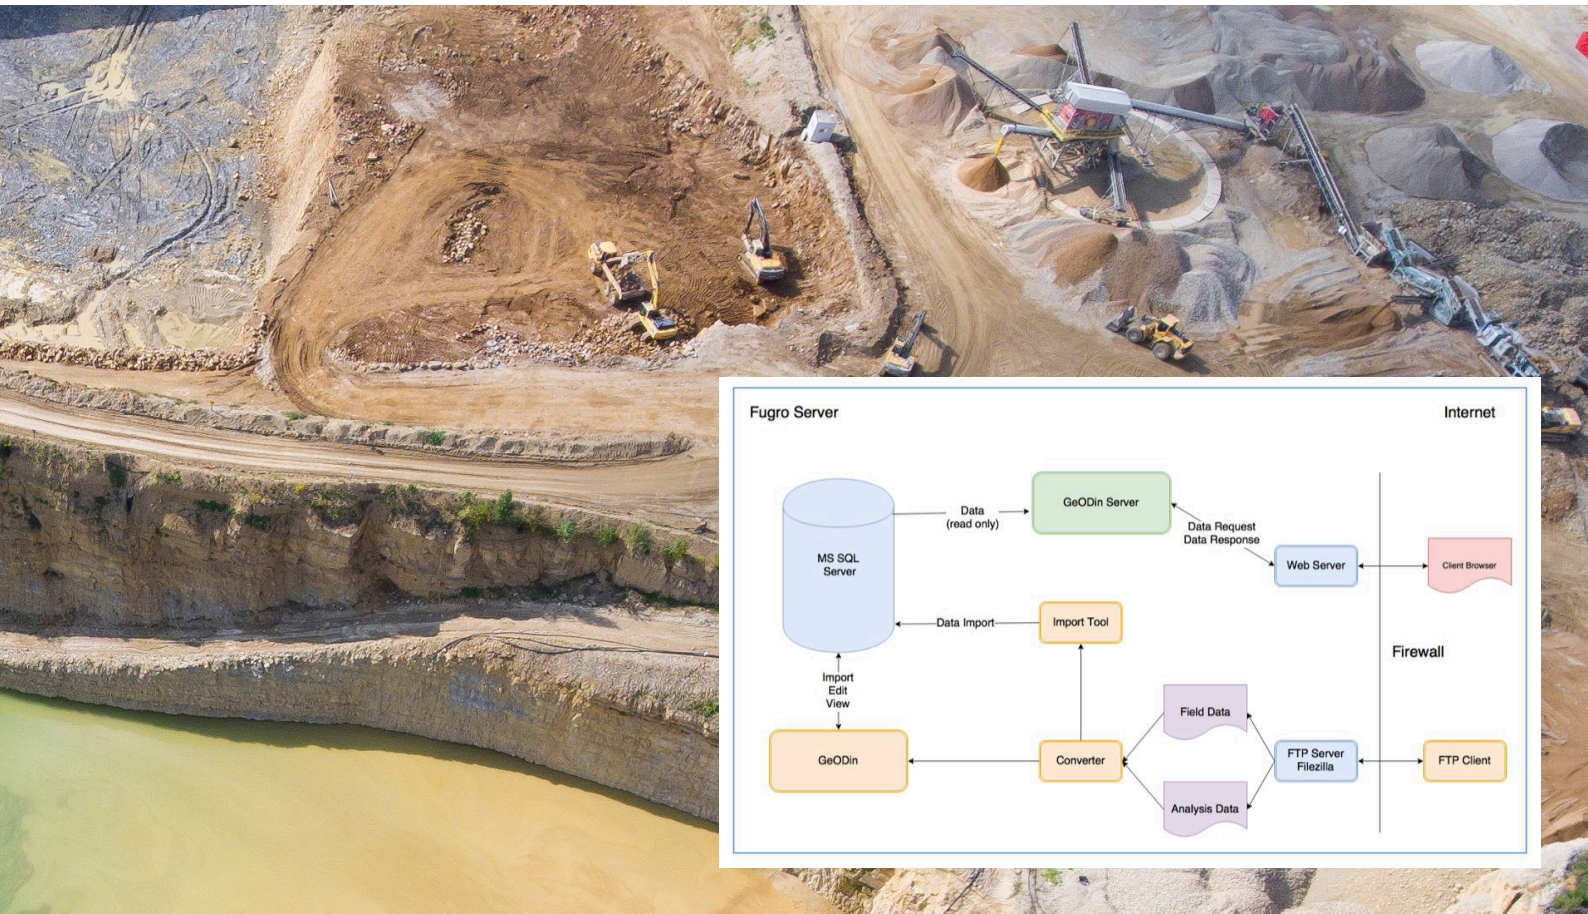 Fugro Server
Internet
GeODin Server
Data
(read only)
Data Request
Data Response
MS SQL
Server
Web Server
Client Browser
Data Import
Import Tool
Firewall
Import
Edit
View
Field Data
GeODin
Converter
FTP Server
Filezilla
FTP Client
Analysis Data